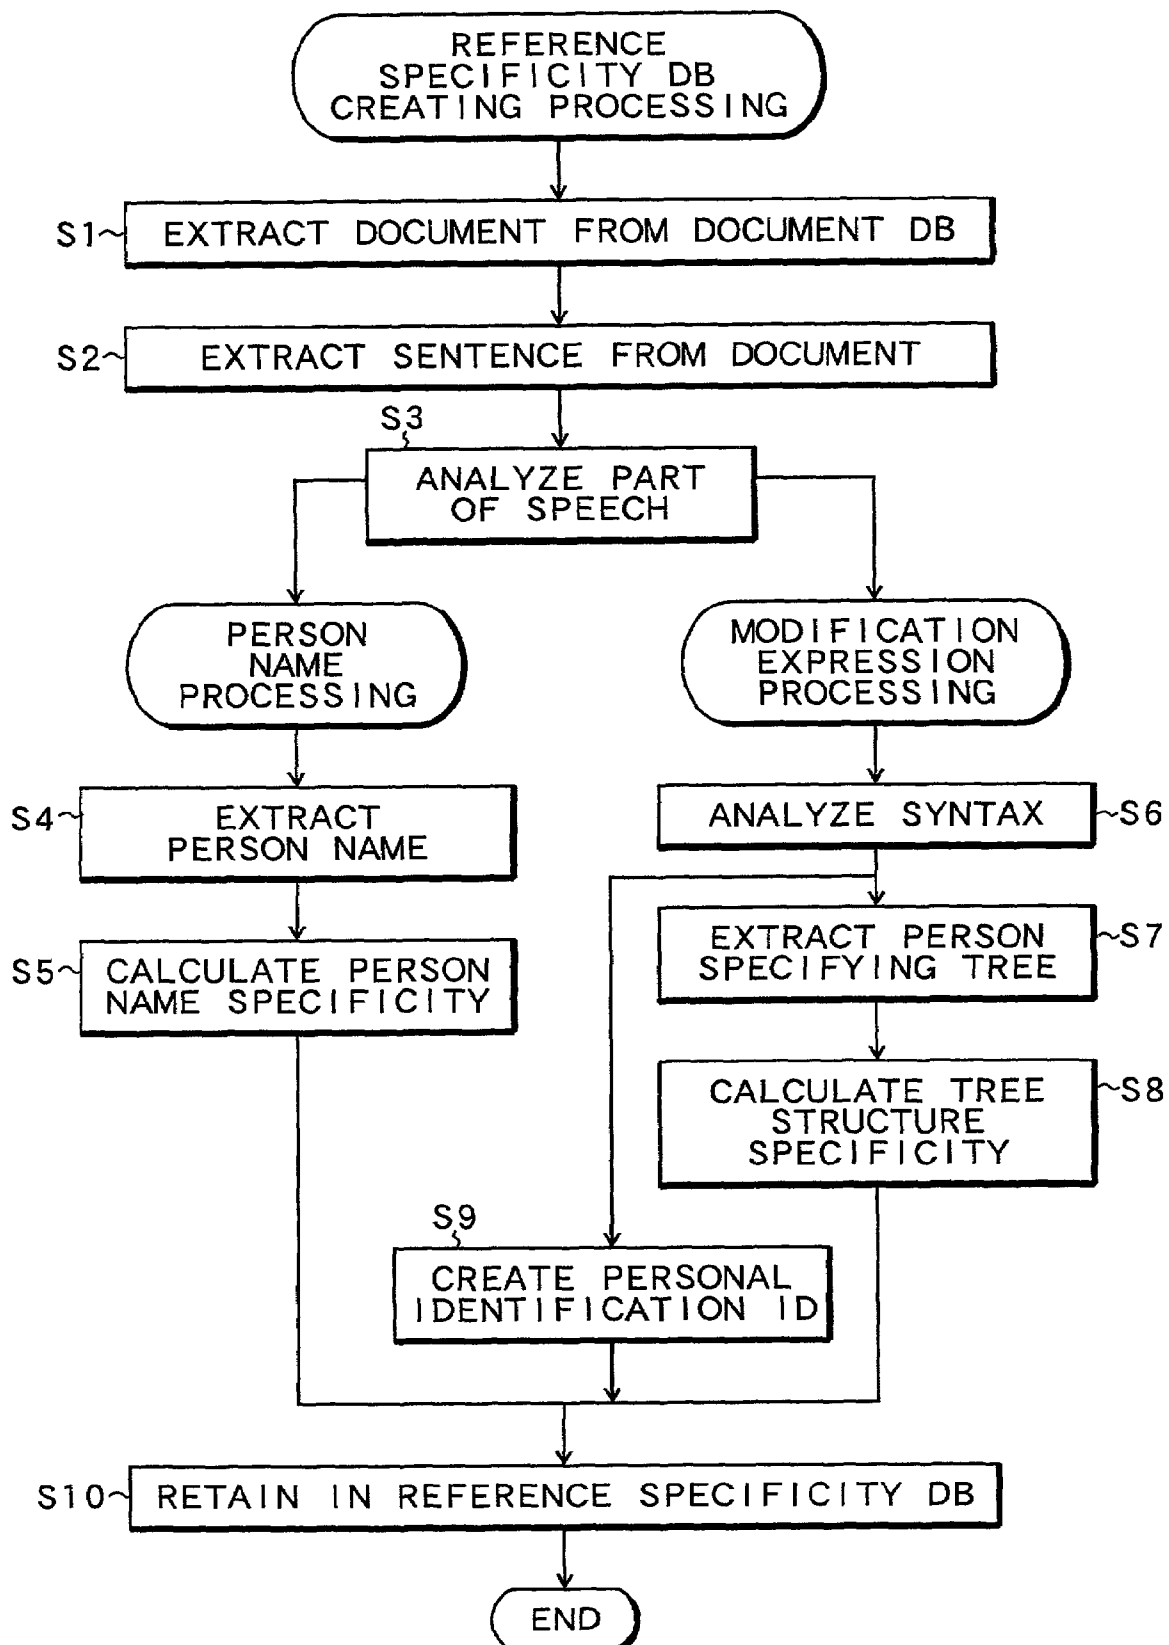 REFERENCE
SPECIFICITY DB
CREATING PROCESSING
S1
EXTRACT DOCUMENT FROM DOCUMENT DB
S2
EXTRACT SENTENCE FROM DOCUMENT
S3
ANALYZE PART
OF SPEECH
PERSON
NAME
PROCESSING
MODIFICATION
EXPRESSION
PROCESSING
S4
EXTRACT
PERSON NAME
ANALYZE SYNTAX
S6
S5
CALCULATE PERSON
NAME SPECIFICITY
EXTRACT PERSON
SPECIFYING TREE
S7
CALCULATE TREE
STRUCTURE
SPECIFICITY
S8
S9
CREATE PERSONAL
IDENTIFICATION ID
S10
RETAIN IN REFERENCE SPECIFICITY DB
END